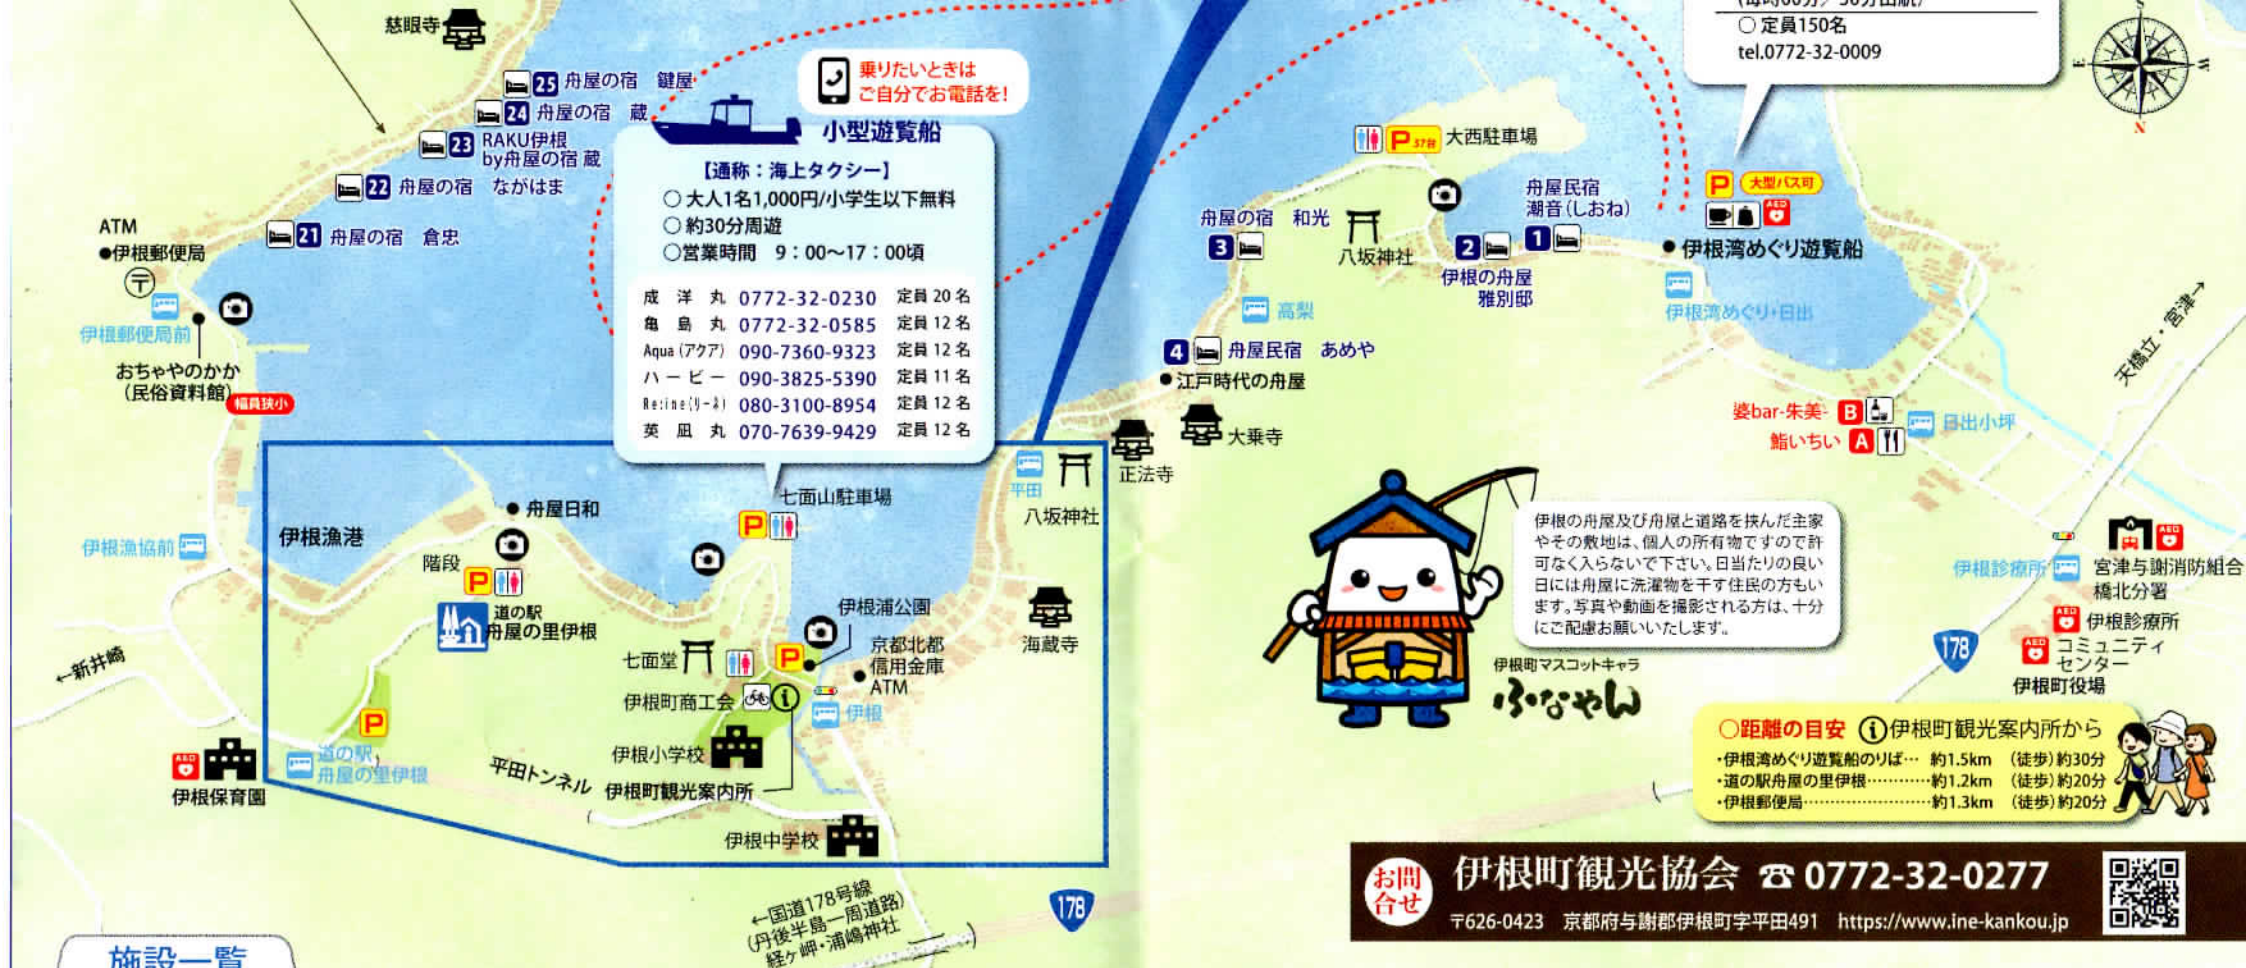 慈眼寺
25 舟屋の宿 鍵屋
24 舟屋の宿 蔵
23 RAKU伊根
by舟屋の宿 蔵
22 舟屋の宿 ながはま
21 舟屋の宿 倉忠
ATM
●伊根郵便局
〒
伊根郵便局前
おちゃやのかか
(民俗資料館)
幅員狭小
乗りたいときは
ご自分でお電話を!
小型遊覧船
【通称：海上タクシー】
○大人1名1,000円/小学生以下無料
○約30分周遊
○営業時間 9：00〜17：00頃
成洋丸 0772-32-0230 定員20名
亀島丸 0772-32-0585 定員12名
Aqua(アクア) 090-7360-9323 定員12名
ハービー 090-3825-5390 定員11名
Re:ine(リーネ) 080-3100-8954 定員12名
英凪丸 070-7639-9429 定員12名
○定員150名
tel.0772-32-0009
S
E
W
N
P 37台 大西駐車場
舟屋民宿
潮音(しおね)
1
舟屋の宿 和光
3
八坂神社
2
伊根の舟屋
雅別邸
P 大型バス可
AED
●伊根湾めぐり遊覧船
伊根湾めぐり・日出
高梨
4 舟屋民宿 あめや
●江戸時代の舟屋
大乗寺
正法寺
天橋立・宮津→
婆bar-朱美- B
鮨いちい A
日出小坪
平田
八坂神社
七面山駐車場
P
伊根漁港
●舟屋日和
伊根漁協前
階段
P
道の駅
舟屋の里伊根
←新井崎
伊根浦公園
京都北都
信用金庫
ATM
七面堂
P
伊根町商工会
i
伊根
海蔵寺
伊根小学校
平田トンネル
伊根町観光案内所
伊根中学校
P
道の駅
舟屋の里伊根
AED
伊根保育園
←国道178号線
(丹後半島一周道路)
経ヶ岬・浦嶋神社
178
伊根の舟屋及び舟屋と道路を挟んだ主家
やその敷地は、個人の所有物ですので許
可なく入らないで下さい。日当たりの良い
日には舟屋に洗濯物を干す住民の方もい
ます。写真や動画を撮影される方は、十分
にご配慮お願いいたします。
伊根町マスコットキャラ
ふなやん
AED
伊根診療所
宮津与謝消防組合
橋北分署
AED 伊根診療所
178
AED コミュニティ
センター
伊根町役場
○距離の目安 i伊根町観光案内所から
・伊根湾めぐり遊覧船のりば… 約1.5km (徒歩)約30分
・道の駅舟屋の里伊根…………約1.2km (徒歩)約20分
・伊根郵便局……………………約1.3km (徒歩)約20分
お問
合せ
伊根町観光協会 ☎0772-32-0277
〒626-0423 京都府与謝郡伊根町字平田491 https://www.ine-kankou.jp
施設一覧